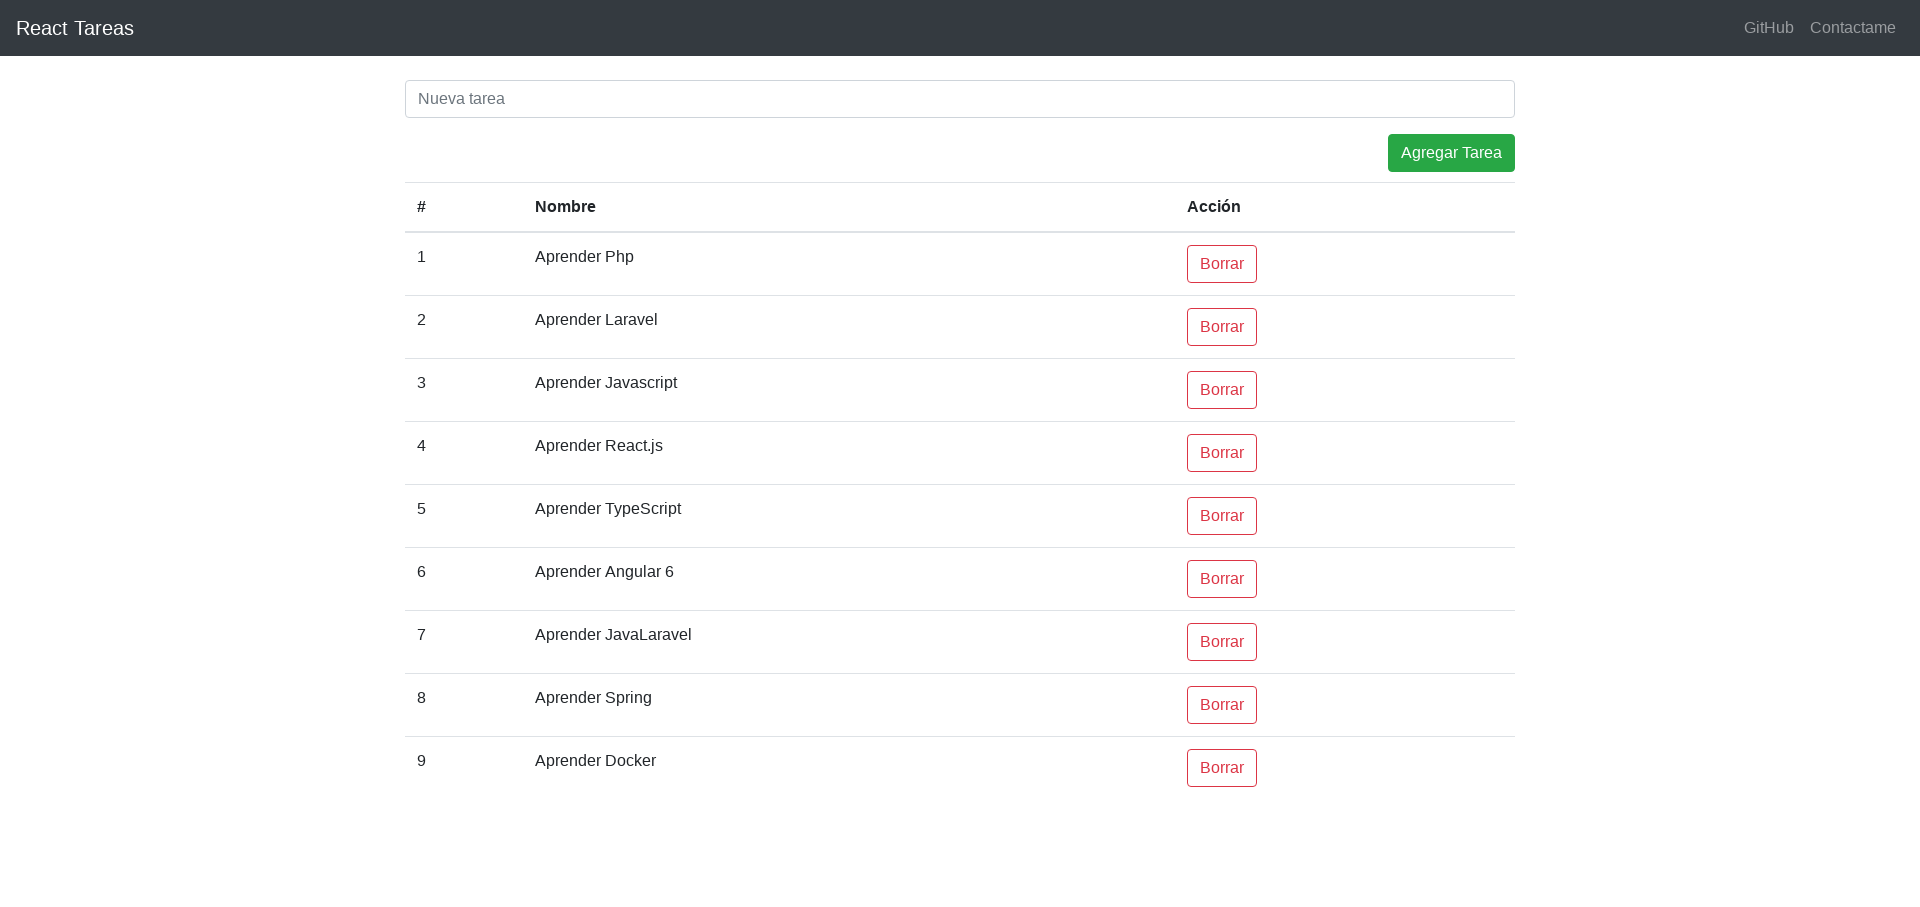 React Tareas GitHub Contactame
Nueva tarea
Agregar Tarea
# Nombre Acción
1 Aprender Php Borrar
2 Aprender Laravel Borrar
3 Aprender Javascript Borrar
4 Aprender React.js Borrar
5 Aprender TypeScript Borrar
6 Aprender Angular 6 Borrar
7 Aprender JavaLaravel Borrar
8 Aprender Spring Borrar
9 Aprender Docker Borrar